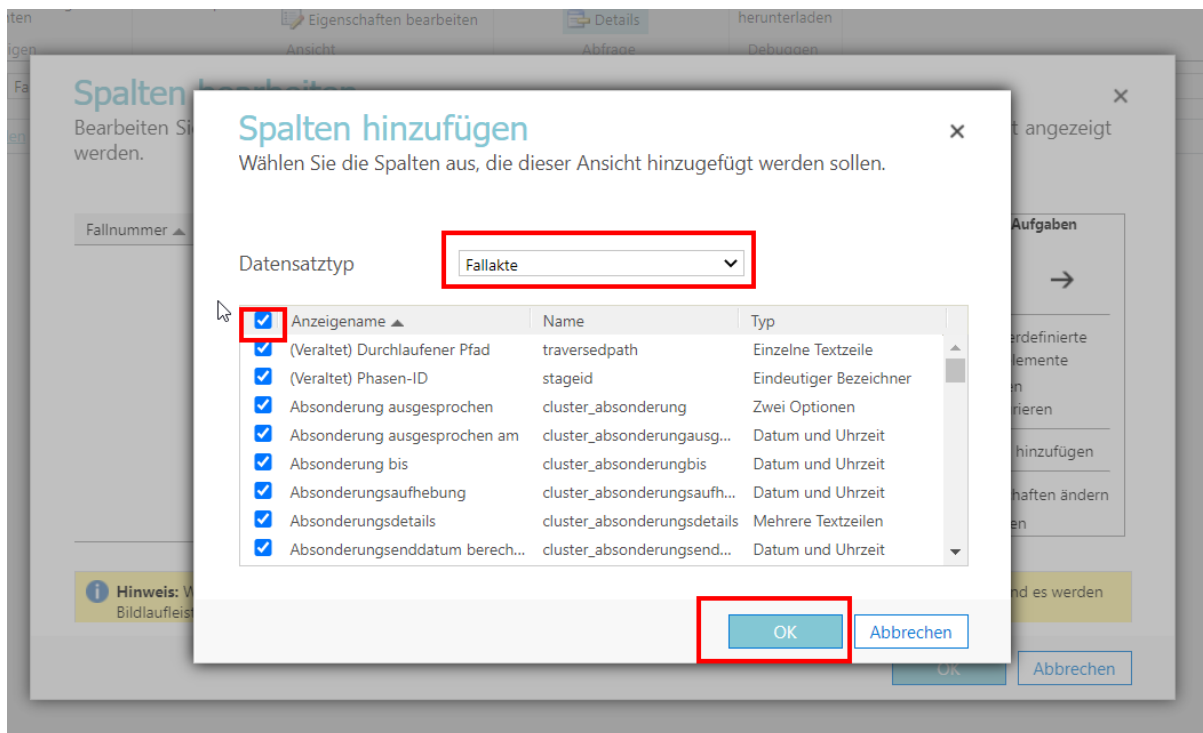 Eigenschaften bearbeiten
Details
herunterladen
Ansicht
Abfrage
Debuggen
Spalten bearbeiten
Bearbeiten Sie
t angezeigt
werden.
Fallnummer
Aufgaben
hinzufügen
haften ändern
Hinweis: W
nd es werden
Bildlaufleist
OK
Abbrechen
Spalten hinzufügen
Wählen Sie die Spalten aus, die dieser Ansicht hinzugefügt werden sollen.
Datensatztyp
Fallakte
Anzeigename Name Typ
(Veraltet) Durchlaufener Pfad traversedpath Einzelne Textzeile
(Veraltet) Phasen-ID stageid Eindeutiger Bezeichner
Absonderung ausgesprochen cluster_absonderung Zwei Optionen
Absonderung ausgesprochen am cluster_absonderungausg... Datum und Uhrzeit
Absonderung bis cluster_absonderungbis Datum und Uhrzeit
Absonderungsaufhebung cluster_absonderungsaufh... Datum und Uhrzeit
Absonderungsdetails cluster_absonderungsdetails Mehrere Textzeilen
Absonderungsenddatum berech... cluster_absonderungsend... Datum und Uhrzeit
OK
Abbrechen